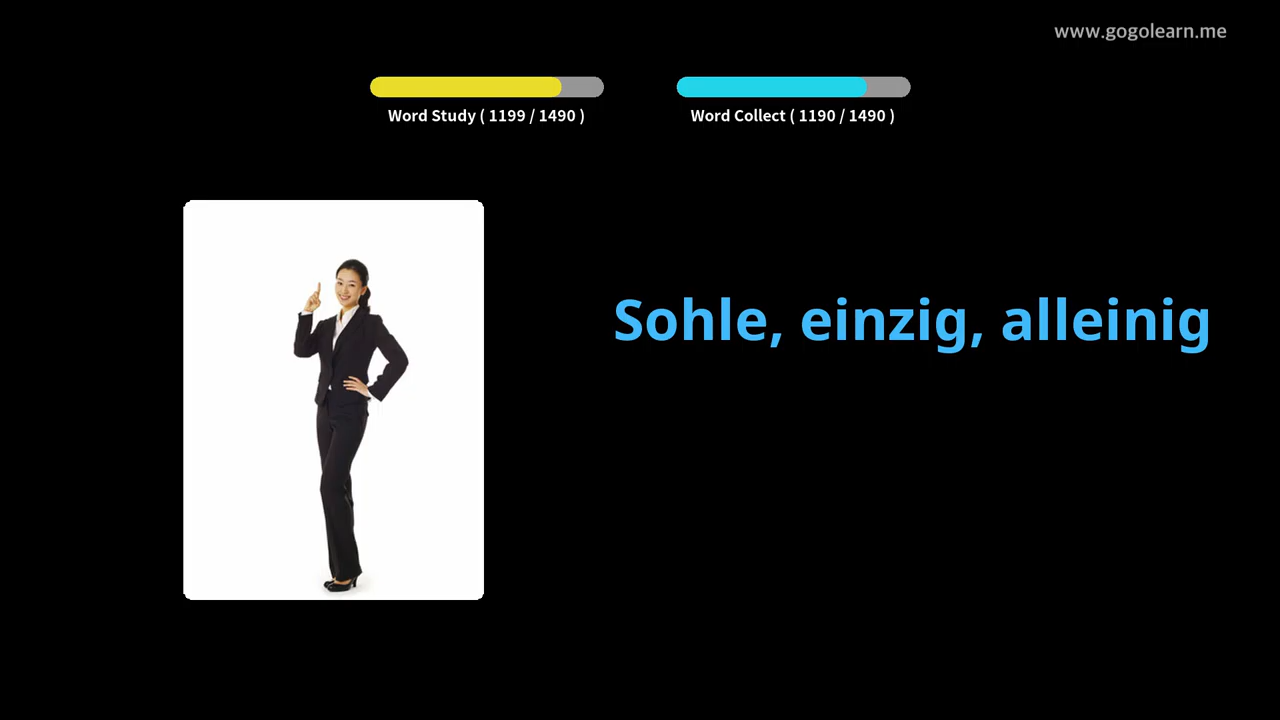 www.gogolearn.me
Word Study ( 1199 / 1490 )
Word Collect ( 1190 / 1490 )
Sohle, einzig, alleinig